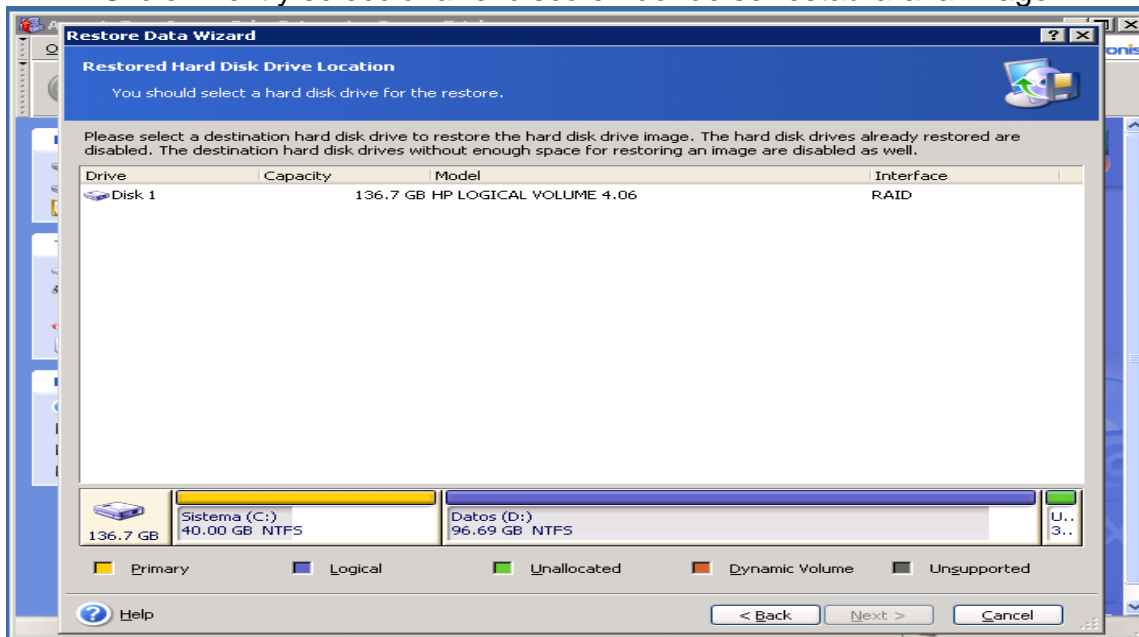 Restore Data Wizard
Restored Hard Disk Drive Location
You should select a hard disk drive for the restore.
Please select a destination hard disk drive to restore the hard disk drive image. The hard disk drives already restored are
disabled. The destination hard disk drives without enough space for restoring an image are disabled as well.
Drive Capacity Model Interface
Disk 1 136.7 GB HP LOGICAL VOLUME 4.06 RAID
136.7 GB
Sistema (C:)
40.00 GB NTFS
Datos (D:)
96.69 GB NTFS
U..
3..
Primary Logical Unallocated Dynamic Volume Unsupported
Help < Back Next > Cancel